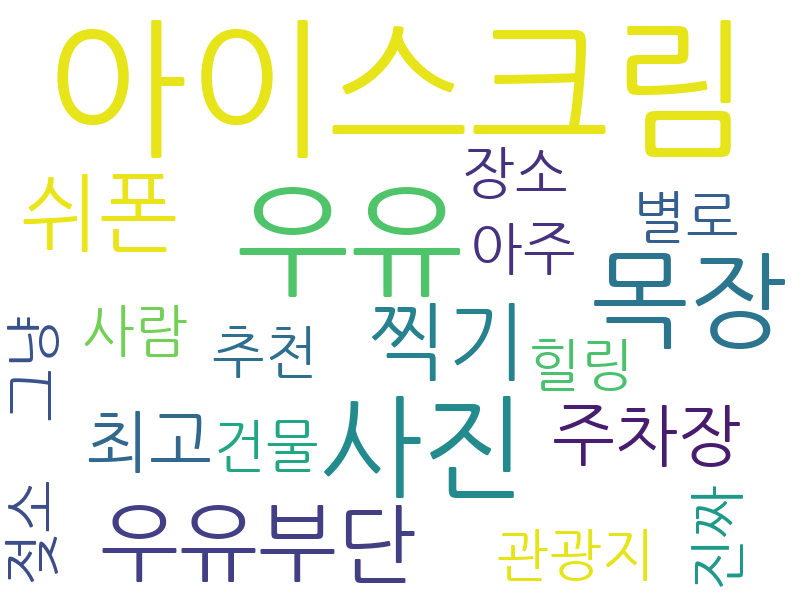 아이스크림
장소
쉬폰
우유
별로
아주
목장
사람
찍기
그냥
추천
힐링
사진
최고
건물
주차장
젖소
우유부단
관광지
진짜